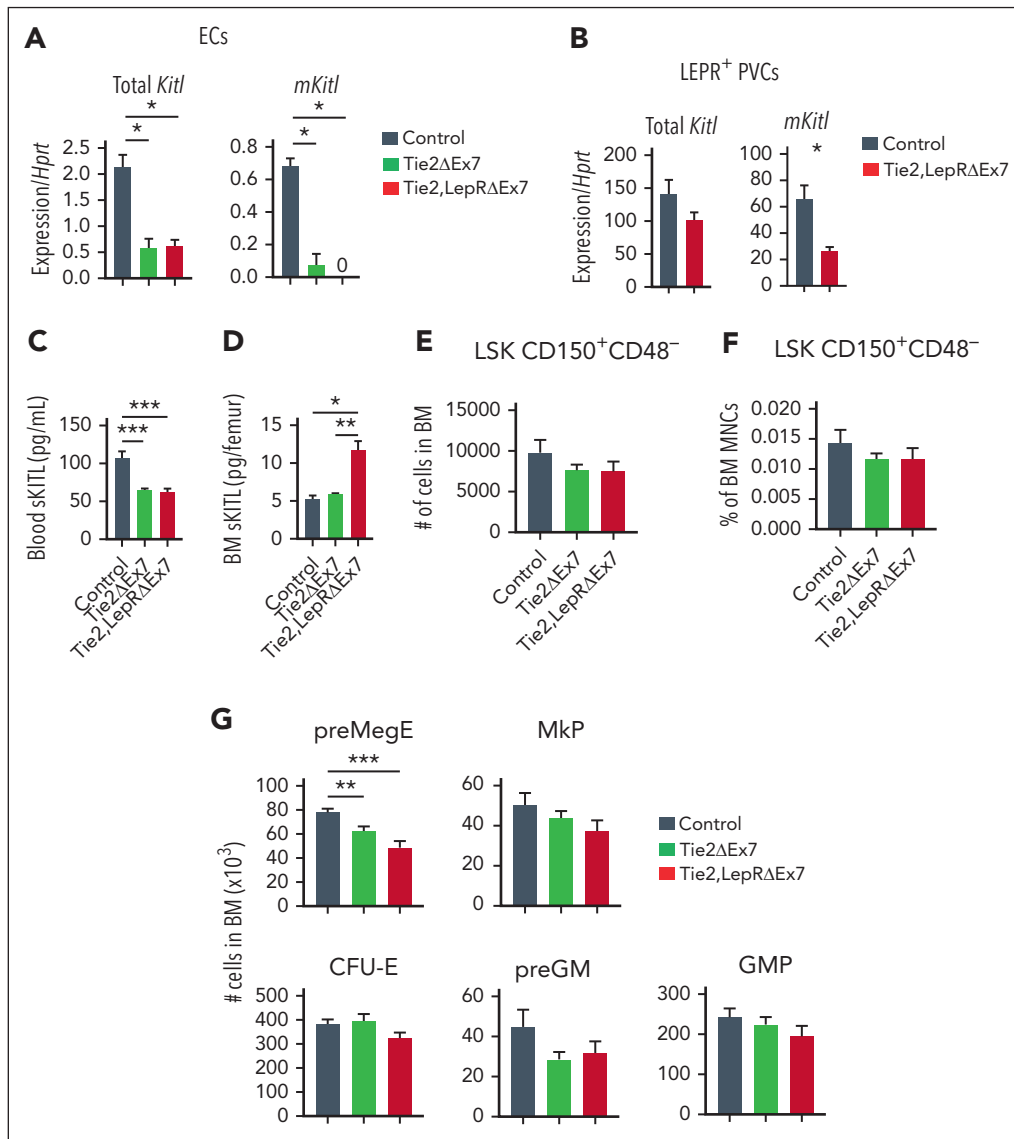 A
ECs
Total Kitl
mKitl
*
*
*
*
Expression/Hprt
2.5
2.0
1.5
1.0
0.5
0.0
0.8
0.6
0.4
0.2
0.0
0
Control
Tie2ΔEx7
Tie2,LepRΔEx7
B
LEPR+ PVCs
Total Kitl
mKitl
*
Expression/Hprt
200
150
100
50
0
100
80
60
40
20
0
Control
Tie2,LepRΔEx7
C
***
***
Blood sKITL (pg/mL)
150
100
50
0
Control
Tie2ΔEx7
Tie2,LepRΔEx7
D
*
**
BM sKITL (pg/femur)
15
10
5
0
Control
Tie2ΔEx7
Tie2,LepRΔEx7
E
LSK CD150+CD48−
# of cells in BM
15000
10000
5000
0
Control
Tie2ΔEx7
Tie2,LepRΔEx7
F
LSK CD150+CD48−
% of BM MNCs
0.020
0.015
0.010
0.005
0.000
Control
Tie2ΔEx7
Tie2,LepRΔEx7
G
# cells in BM (x10³)
preMegE
***
**
100
80
60
40
20
0
MkP
60
40
20
0
Control
Tie2ΔEx7
Tie2,LepRΔEx7
CFU-E
500
400
300
200
100
0
preGM
60
40
20
0
GMP
300
200
100
0